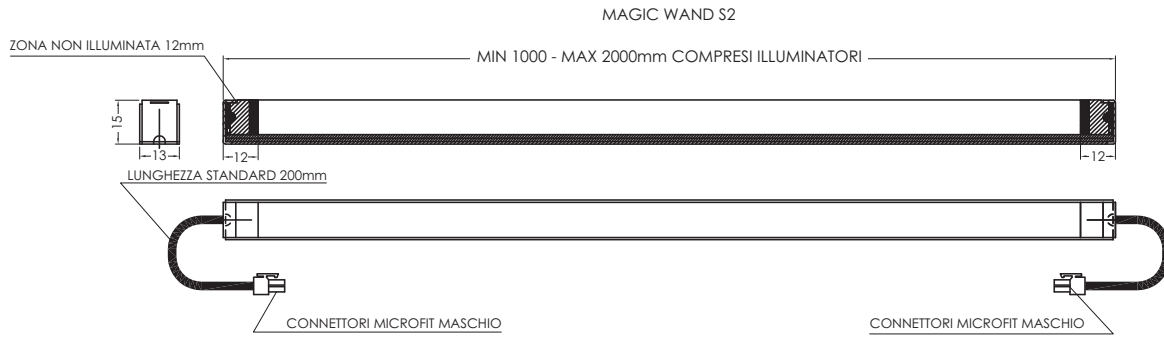 MAGIC WAND S2
ZONA NON ILLUMINATA 12mm
MIN 1000 - MAX 2000mm COMPRESI ILLUMINATORI
15
13
12
12
LUNGHEZZA STANDARD 200mm
CONNETTORI MICROFIT MASCHIO
CONNETTORI MICROFIT MASCHIO